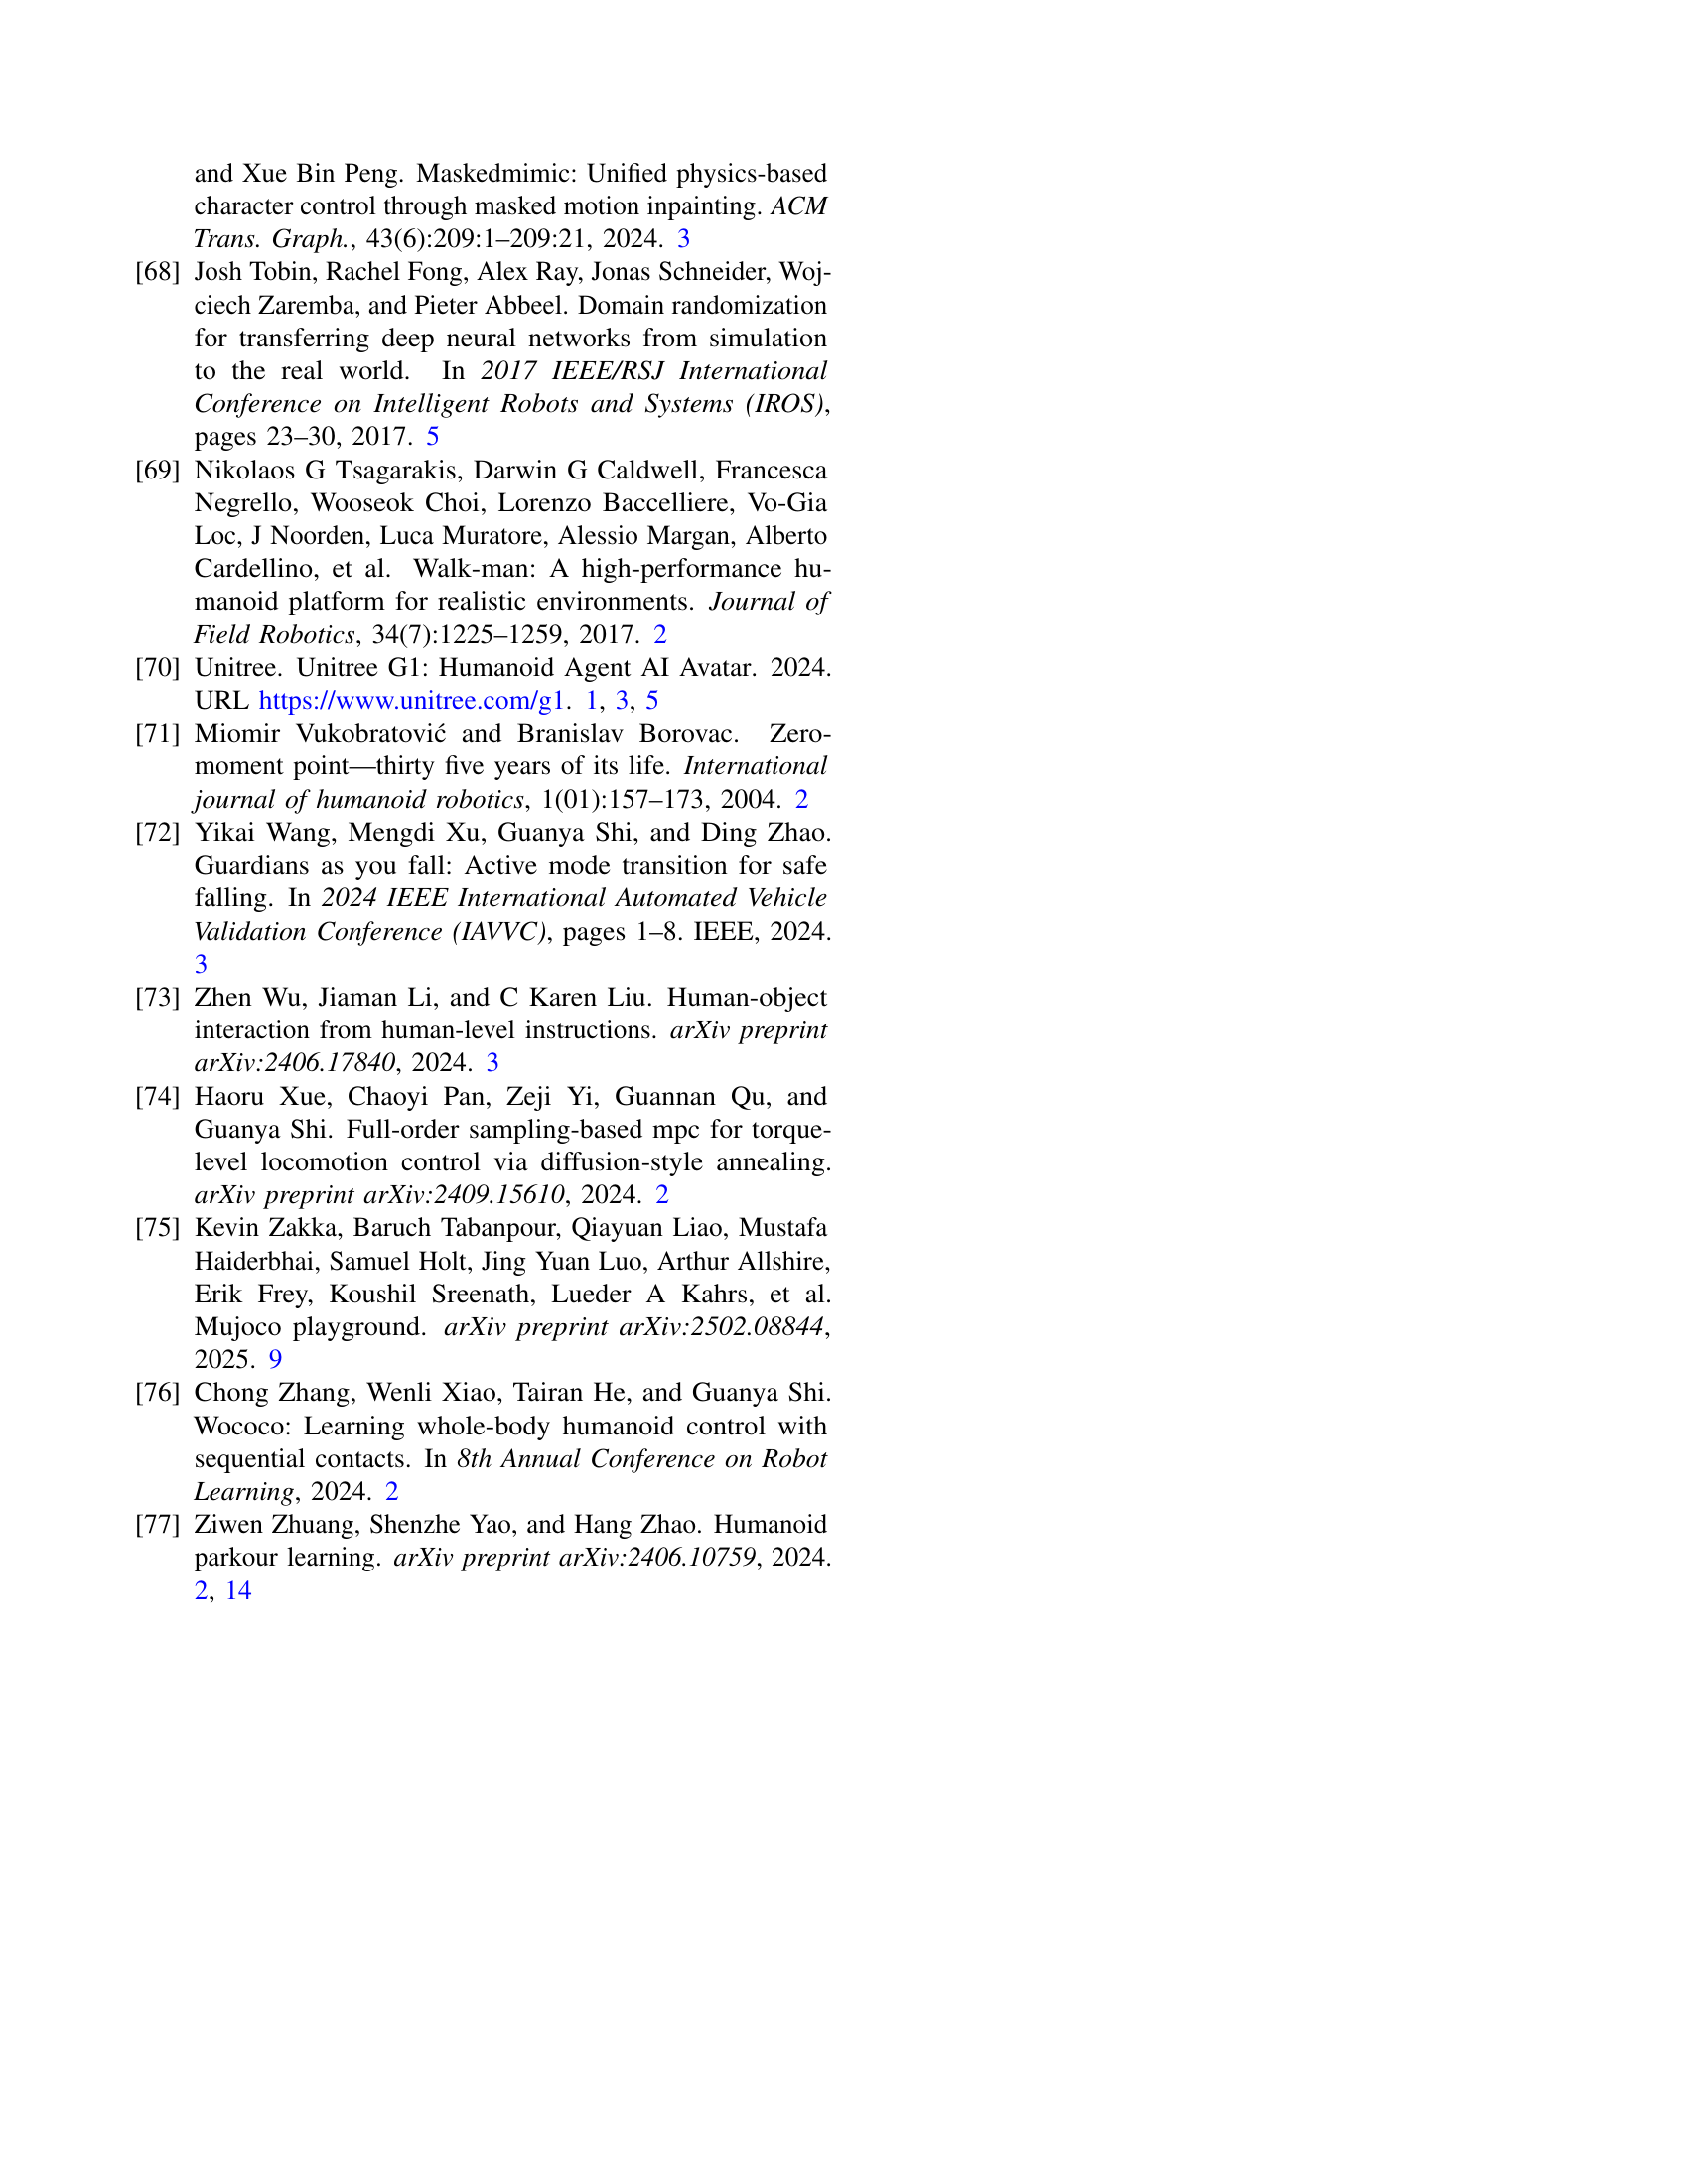 and Xue Bin Peng. Maskedmimic: Unified physics-based
character control through masked motion inpainting. ACM
Trans. Graph., 43(6):209:1–209:21, 2024. 3
[68] Josh Tobin, Rachel Fong, Alex Ray, Jonas Schneider, Woj-
ciech Zaremba, and Pieter Abbeel. Domain randomization
for transferring deep neural networks from simulation
to the real world. In 2017 IEEE/RSJ International
Conference on Intelligent Robots and Systems (IROS),
pages 23–30, 2017. 5
[69] Nikolaos G Tsagarakis, Darwin G Caldwell, Francesca
Negrello, Wooseok Choi, Lorenzo Baccelliere, Vo-Gia
Loc, J Noorden, Luca Muratore, Alessio Margan, Alberto
Cardellino, et al. Walk-man: A high-performance hu-
manoid platform for realistic environments. Journal of
Field Robotics, 34(7):1225–1259, 2017. 2
[70] Unitree. Unitree G1: Humanoid Agent AI Avatar. 2024.
URL https://www.unitree.com/g1. 1, 3, 5
[71] Miomir Vukobratović and Branislav Borovac. Zero-
moment point—thirty five years of its life. International
journal of humanoid robotics, 1(01):157–173, 2004. 2
[72] Yikai Wang, Mengdi Xu, Guanya Shi, and Ding Zhao.
Guardians as you fall: Active mode transition for safe
falling. In 2024 IEEE International Automated Vehicle
Validation Conference (IAVVC), pages 1–8. IEEE, 2024.
3
[73] Zhen Wu, Jiaman Li, and C Karen Liu. Human-object
interaction from human-level instructions. arXiv preprint
arXiv:2406.17840, 2024. 3
[74] Haoru Xue, Chaoyi Pan, Zeji Yi, Guannan Qu, and
Guanya Shi. Full-order sampling-based mpc for torque-
level locomotion control via diffusion-style annealing.
arXiv preprint arXiv:2409.15610, 2024. 2
[75] Kevin Zakka, Baruch Tabanpour, Qiayuan Liao, Mustafa
Haiderbhai, Samuel Holt, Jing Yuan Luo, Arthur Allshire,
Erik Frey, Koushil Sreenath, Lueder A Kahrs, et al.
Mujoco playground. arXiv preprint arXiv:2502.08844,
2025. 9
[76] Chong Zhang, Wenli Xiao, Tairan He, and Guanya Shi.
Wococo: Learning whole-body humanoid control with
sequential contacts. In 8th Annual Conference on Robot
Learning, 2024. 2
[77] Ziwen Zhuang, Shenzhe Yao, and Hang Zhao. Humanoid
parkour learning. arXiv preprint arXiv:2406.10759, 2024.
2, 14